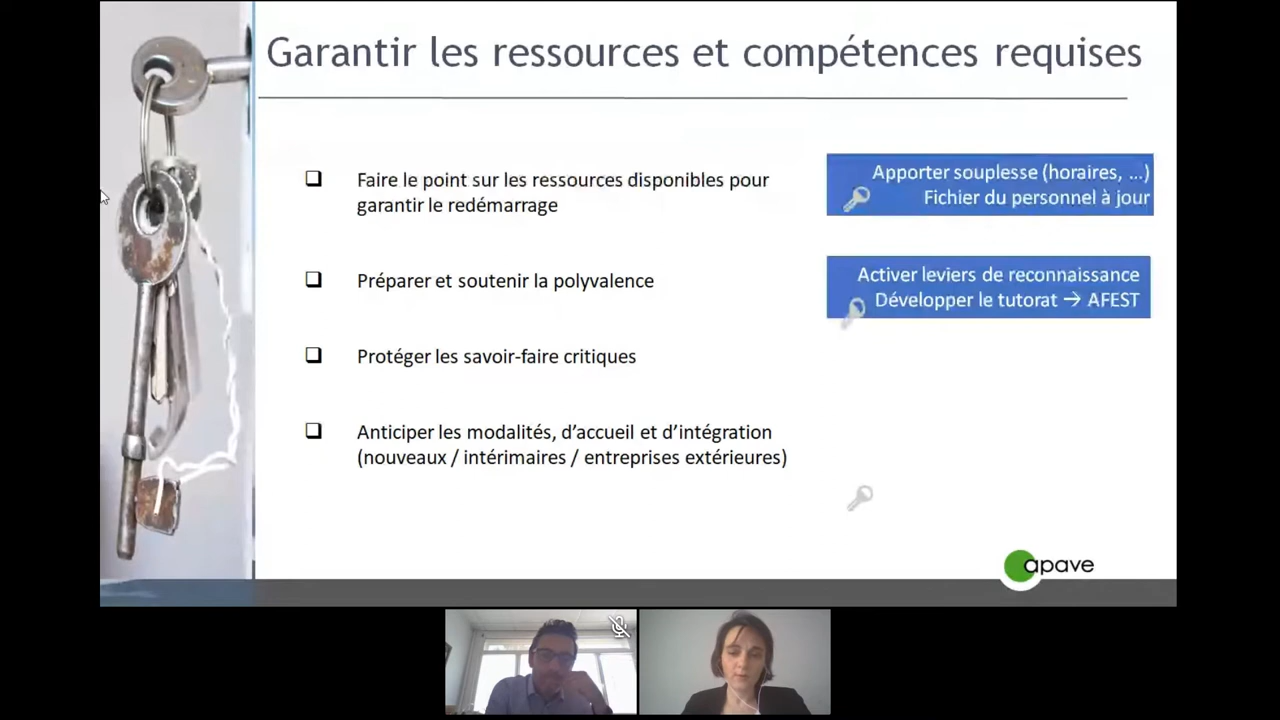 Garantir les ressources et compétences requises
Faire le point sur les ressources disponibles pour
garantir le redémarrage
Apporter souplesse (horaires, ...)
Fichier du personnel à jour
Préparer et soutenir la polyvalence
Activer leviers de reconnaissance
Développer le tutorat → AFEST
Protéger les savoir-faire critiques
Anticiper les modalités, d’accueil et d’intégration
(nouveaux / intérimaires / entreprises extérieures)
apave